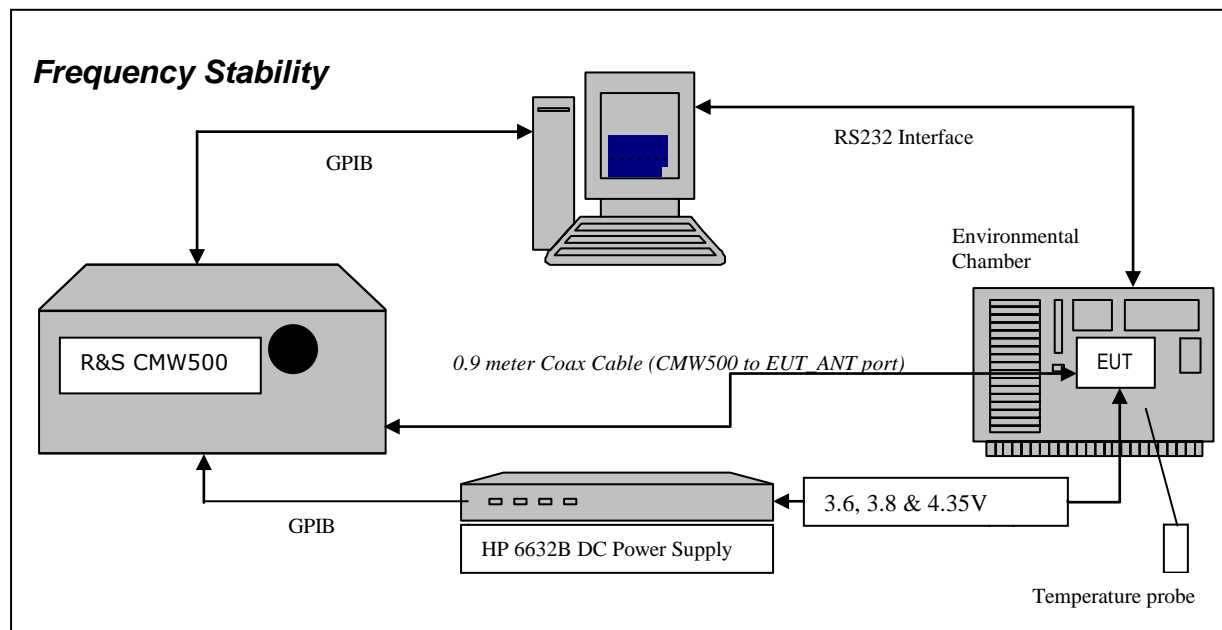 Frequency Stability
RS232 Interface
GPIB
Environmental
Chamber
R&S CMW500
0.9 meter Coax Cable (CMW500 to EUT_ANT port)
EUT
3.6, 3.8 & 4.35V
GPIB
HP 6632B DC Power Supply
Temperature probe